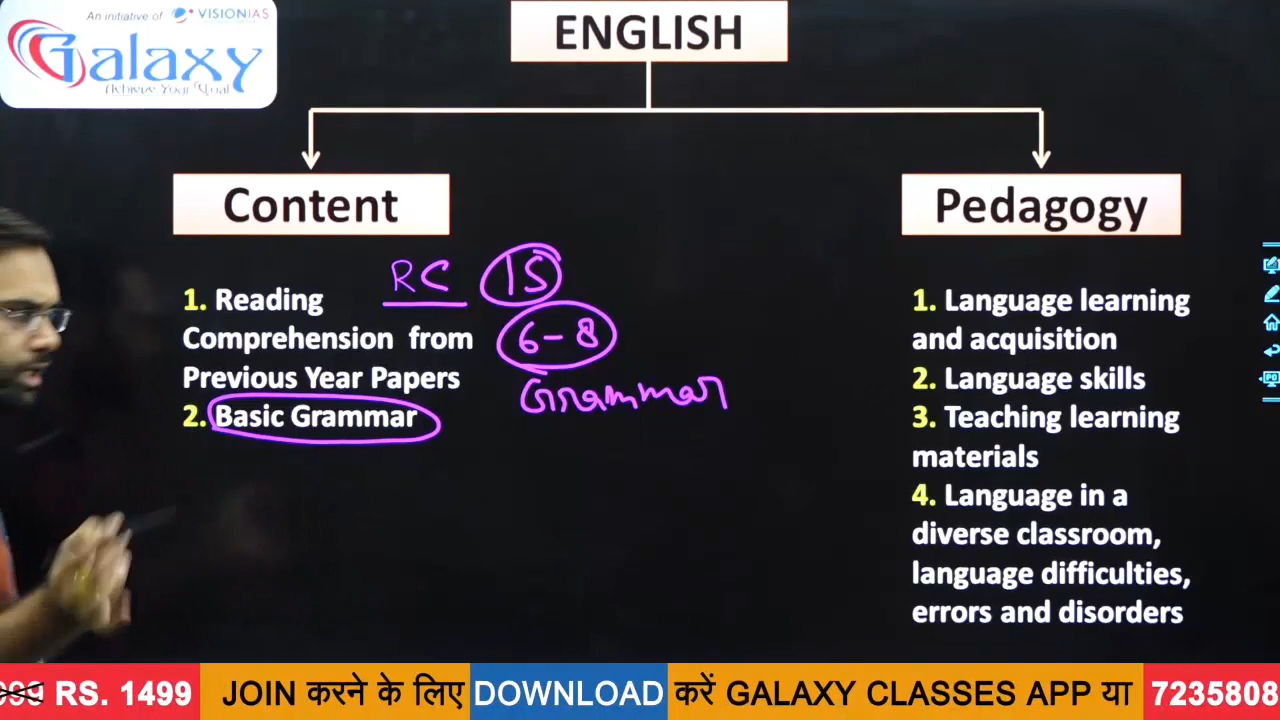 An initiative of VISIONIAS
Galaxy
Achieve Your Goal
ENGLISH
Content
Pedagogy
RC 15
1. Reading
Comprehension from
Previous Year Papers
2. Basic Grammar
6-8
Grammar
1. Language learning
and acquisition
2. Language skills
3. Teaching learning
materials
4. Language in a
diverse classroom,
language difficulties,
errors and disorders
RS. 1499
JOIN करने के लिए DOWNLOAD करें GALAXY CLASSES APP या
7235808